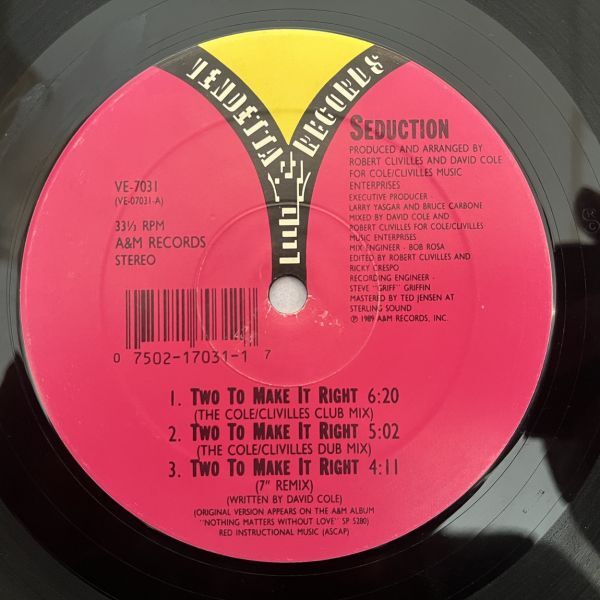 VENDETTA RECORDS
SEDUCTION
PRODUCED AND ARRANGED BY
ROBERT CLIVILLES AND DAVID COLE
FOR COLE/CLIVILLES MUSIC
ENTERPRISES
EXECUTIVE PRODUCER -
LARRY YASGAR AND BRUCE CARBONE
MIXED BY DAVID COLE AND
ROBERT CLIVILLES FOR COLE/CLIVILLES
MUSIC ENTERPRISES
MIX ENGINEER - BOB ROSA
EDITED BY ROBERT CLIVILLES AND
RICKY CRESPO
RECORDING ENGINEER -
STEVE "GRIFF" GRIFFIN
MASTERED BY TED JENSEN AT
STERLING SOUND
℗ 1989 A&M RECORDS, INC.
VE-7031
(VE-07031-A)
33⅓ RPM
A&M RECORDS
STEREO
0 7502-17031-1 7
1. TWO TO MAKE IT RIGHT 6:20
(THE COLE/CLIVILLES CLUB MIX)
2. TWO TO MAKE IT RIGHT 5:02
(THE COLE/CLIVILLES DUB MIX)
3. TWO TO MAKE IT RIGHT 4:11
(7" REMIX)
(WRITTEN BY DAVID COLE)
(ORIGINAL VERSION APPEARS ON THE A&M ALBUM
"NOTHING MATTERS WITHOUT LOVE" SP 5280)
RED INSTRUCTIONAL MUSIC (ASCAP)